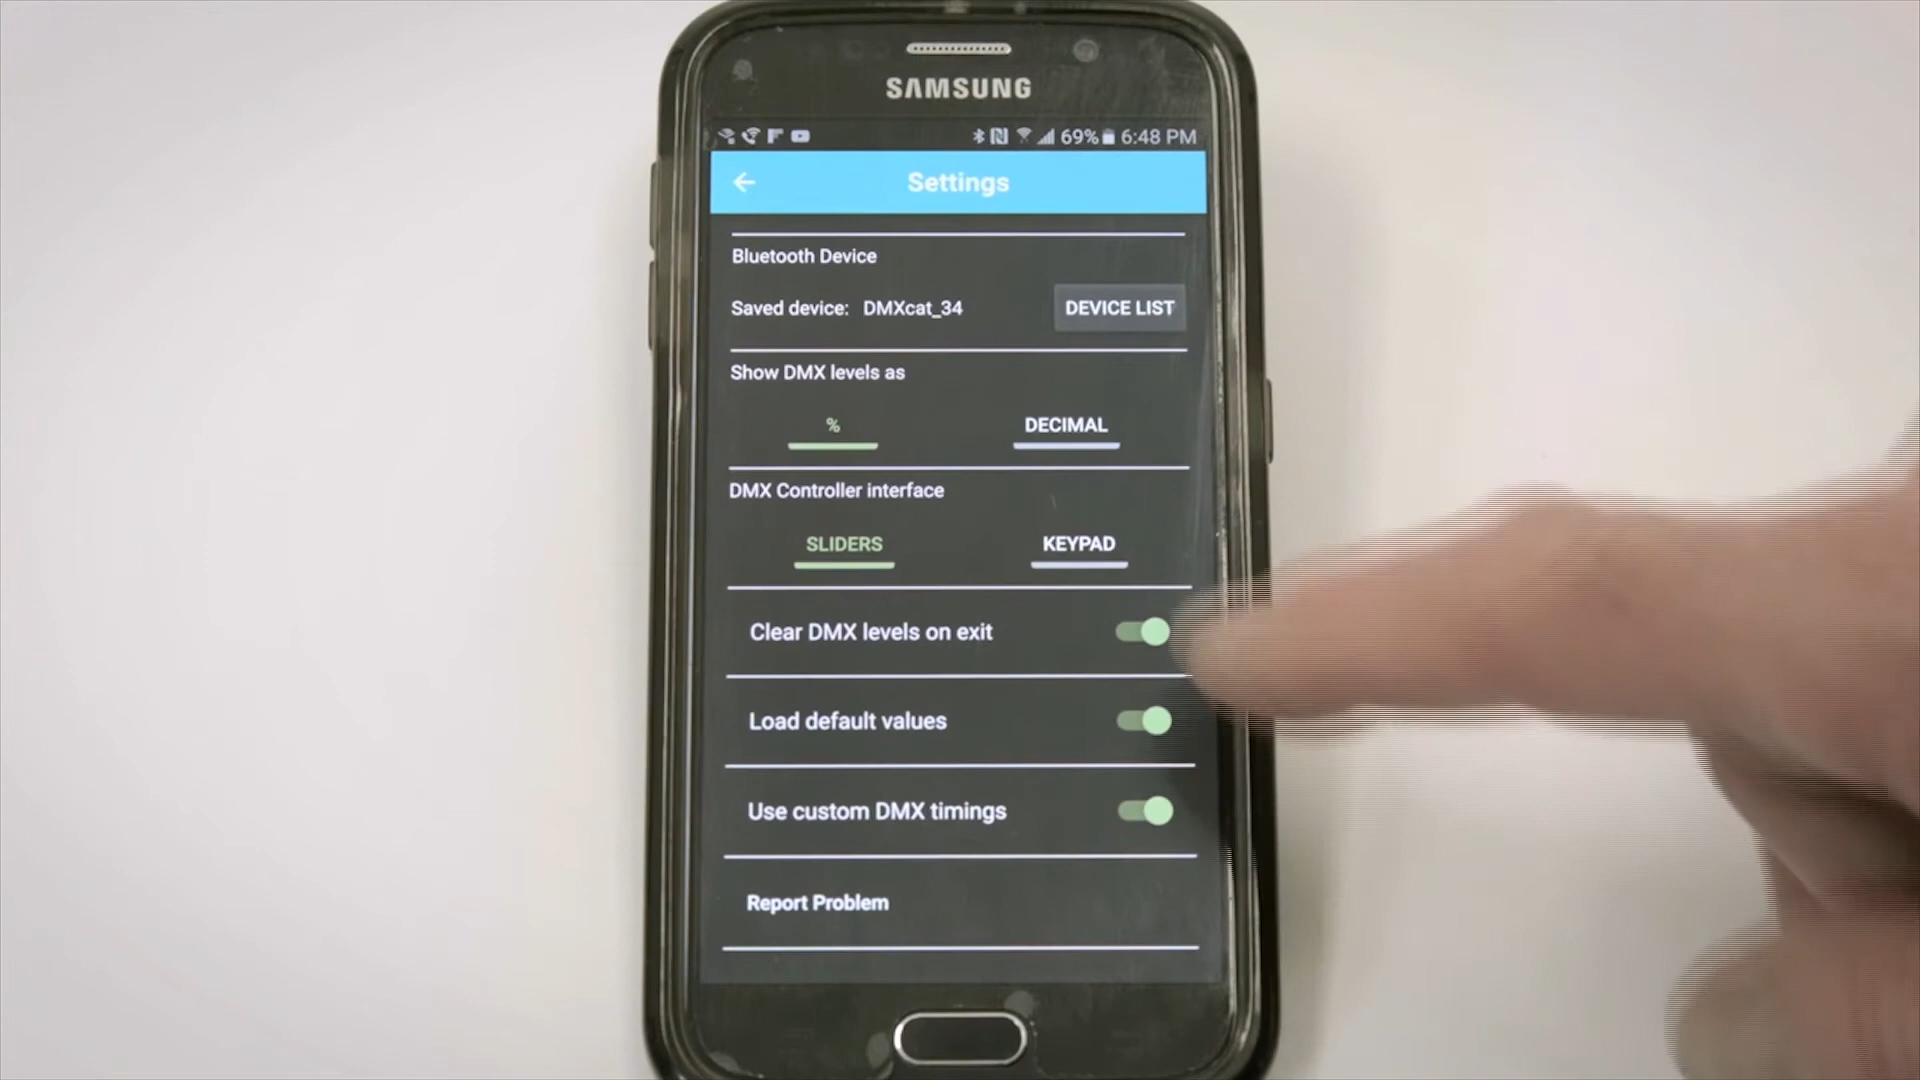 SAMSUNG
69% 6:48 PM
Settings
Bluetooth Device
Saved device: DMXcat_34 DEVICE LIST
Show DMX levels as
% DECIMAL
DMX Controller interface
SLIDERS KEYPAD
Clear DMX levels on exit
Load default values
Use custom DMX timings
Report Problem